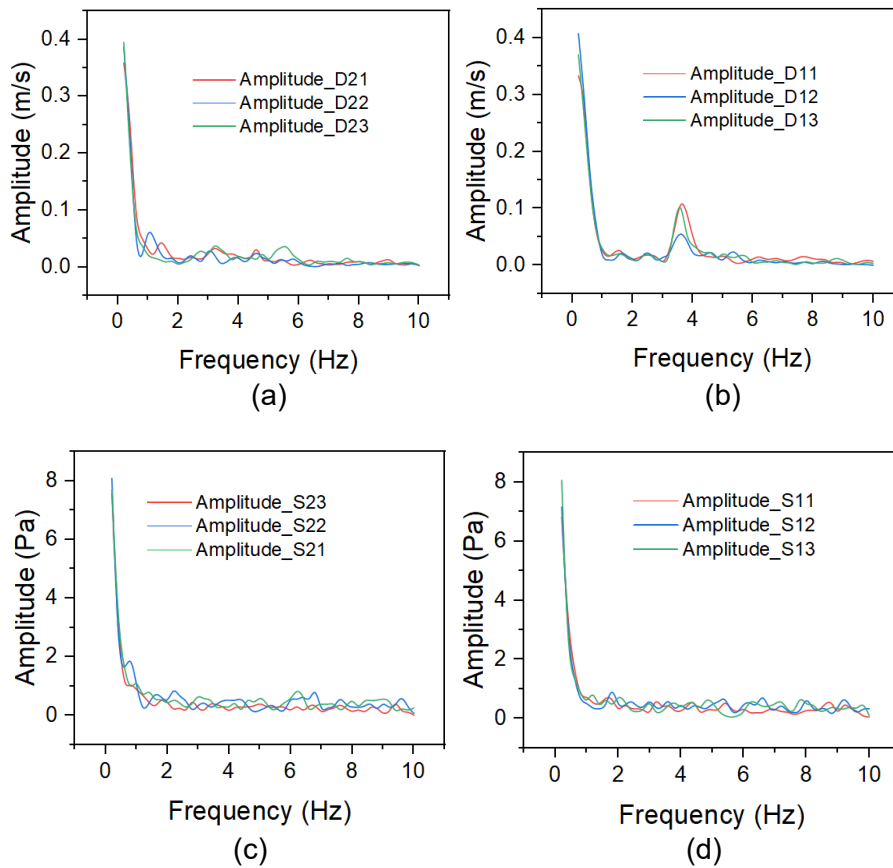 0.4
0.3
0.2
0.1
0.0
Amplitude (m/s)
Amplitude_D21
Amplitude_D22
Amplitude_D23
0 2 4 6 8 10
Frequency (Hz)
(a)
0.4
0.3
0.2
0.1
0.0
Amplitude (m/s)
Amplitude_D11
Amplitude_D12
Amplitude_D13
0 2 4 6 8 10
Frequency (Hz)
(b)
8
6
4
2
0
Amplitude (Pa)
Amplitude_S23
Amplitude_S22
Amplitude_S21
0 2 4 6 8 10
Frequency (Hz)
(c)
8
6
4
2
0
Amplitude (Pa)
Amplitude_S11
Amplitude_S12
Amplitude_S13
0 2 4 6 8 10
Frequency (Hz)
(d)